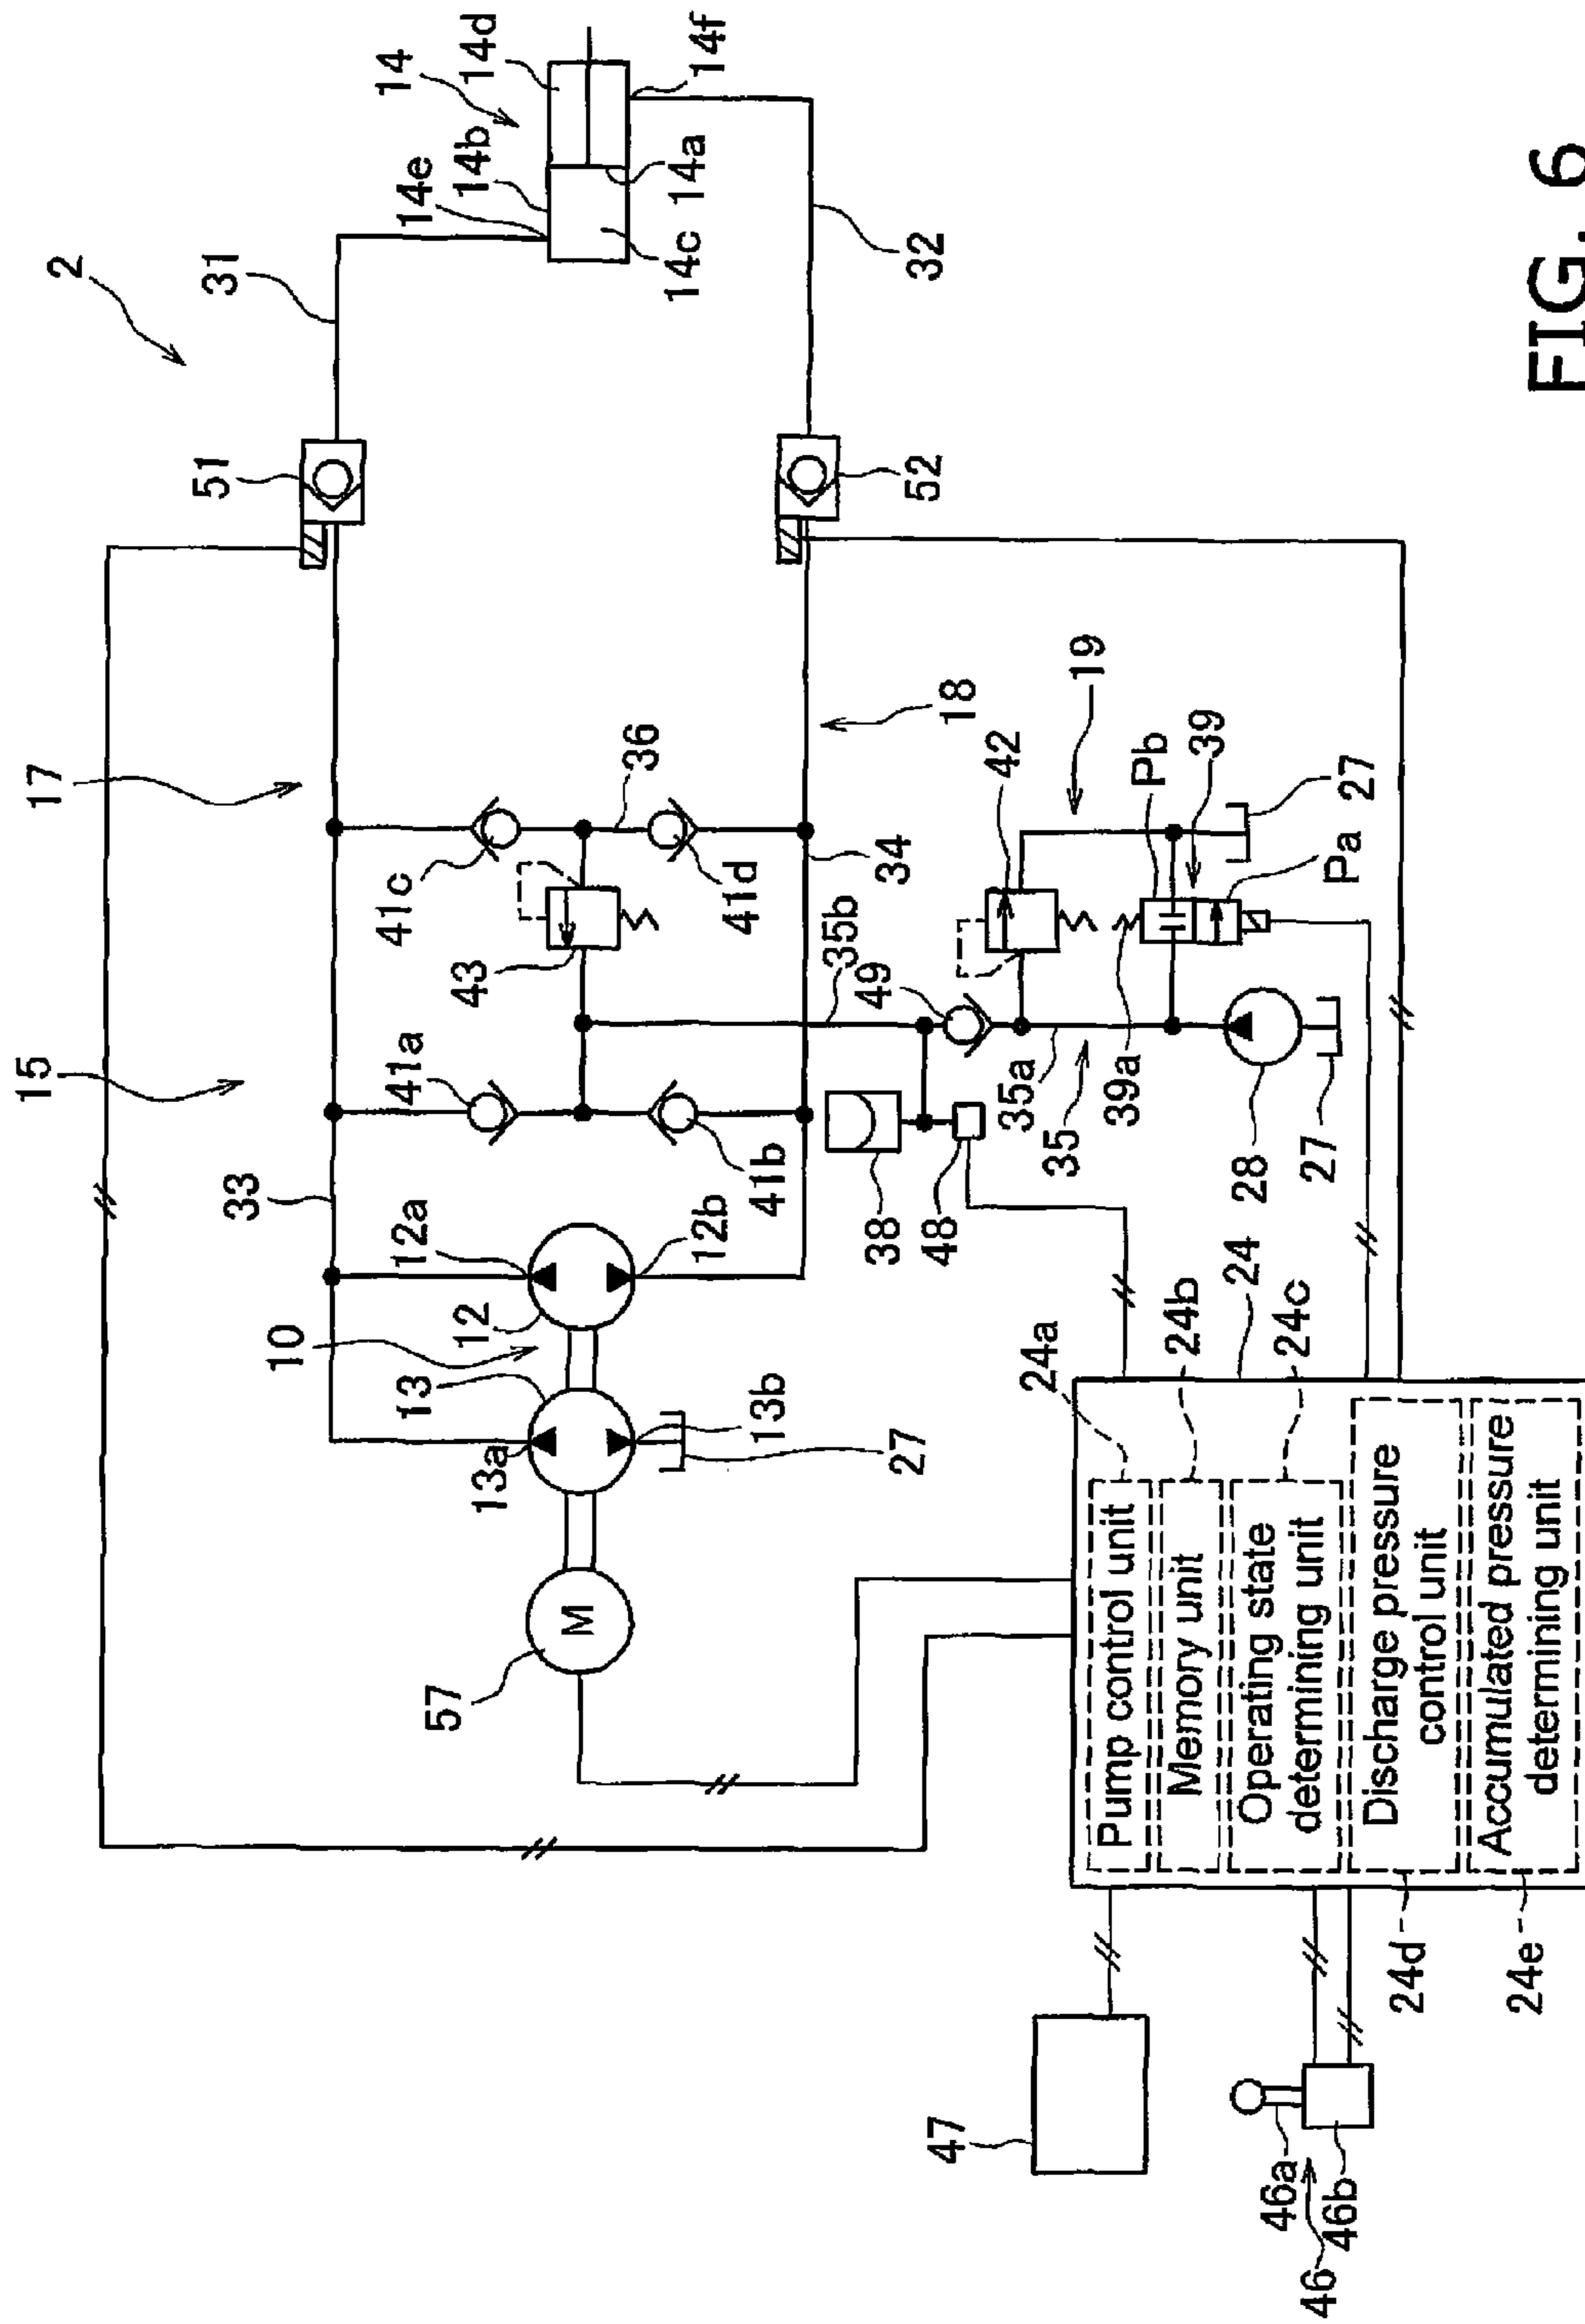 2
14
14d
14b
14e
14f
14a
14c
31
32
51
52
17
15
33
36
41c
41d
43
34
18
41a
41b
35b
49
42
19
Pb
39
27
Pa
35a
39a
35
28
27
38
48
12a
12b
12
10
13
13a
13b
27
57
M
24
24a
24b
24c
Pump control unit
Memory unit
Operating state
determining unit
Discharge pressure
control unit
Accumulated pressure
determining unit
24d
24e
47
46a
46b
46
FIG. 6